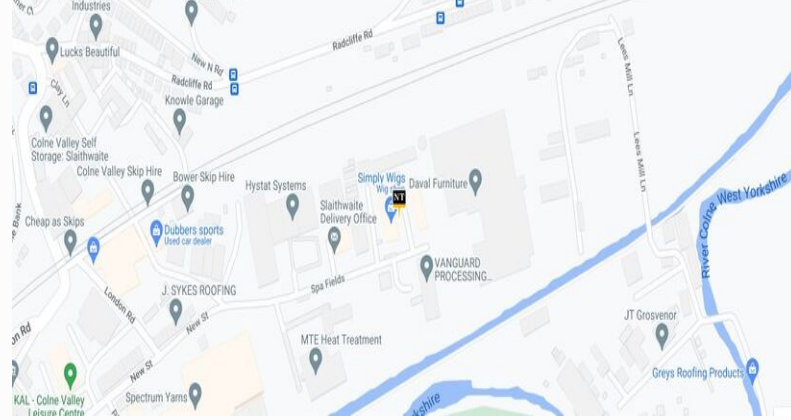 Industries
Lucks Beautiful
Clay Ln
New N Rd
Radcliffe Rd
Radcliffe Rd
Knowle Garage
Lees Mill Ln
Lees Mill Ln
Colne Valley Self
Storage: Slaithwaite
Colne Valley Skip Hire
Bower Skip Hire
Hystat Systems
Simply Wigs
Wig
NT
Daval Furniture
West Yorkshire
River Colne
Slaithwaite
Delivery Office
Cheap as Skips
Dubbers sports
Used car dealer
VANGUARD
PROCESSING...
Spa Fields
J. SYKES ROOFING
London Rd
New St
JT Grosvenor
MTE Heat Treatment
New St
Greys Roofing Products
KAL - Colne Valley
Leisure Centre
Spectrum Yarns